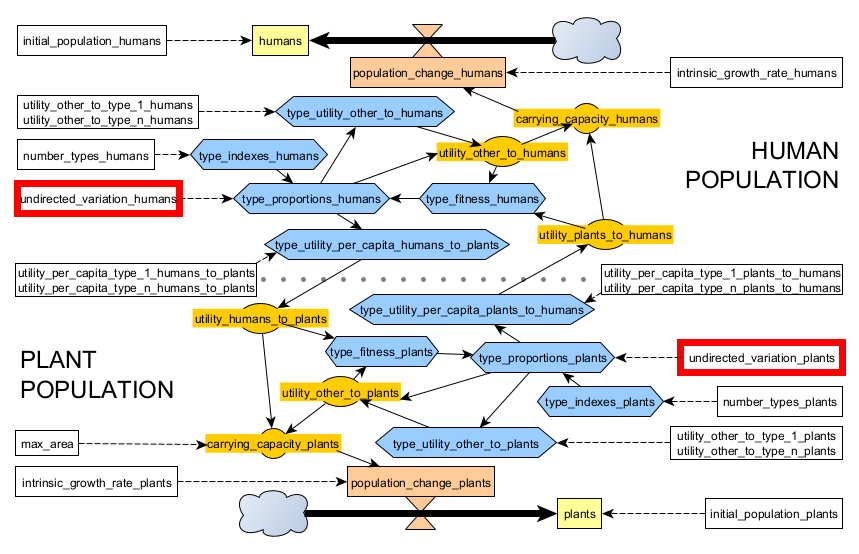 initial_population_humans
humans
population_change_humans
intrinsic_growth_rate_humans
utility_other_to_type_1_humans
utility_other_to_type_n_humans
type_utility_other_to_humans
carrying_capacity_humans
number_types_humans
type_indexes_humans
utility_other_to_humans
HUMAN
POPULATION
undirected_variation_humans
type_proportions_humans
type_fitness_humans
utility_plants_to_humans
type_utility_per_capita_humans_to_plants
utility_per_capita_type_1_humans_to_plants
utility_per_capita_type_n_humans_to_plants
utility_per_capita_type_1_plants_to_humans
utility_per_capita_type_n_plants_to_humans
type_utility_per_capita_plants_to_humans
utility_humans_to_plants
PLANT
POPULATION
type_fitness_plants
type_proportions_plants
undirected_variation_plants
utility_other_to_plants
type_indexes_plants
number_types_plants
max_area
carrying_capacity_plants
type_utility_other_to_plants
utility_other_to_type_1_plants
utility_other_to_type_n_plants
intrinsic_growth_rate_plants
population_change_plants
plants
initial_population_plants